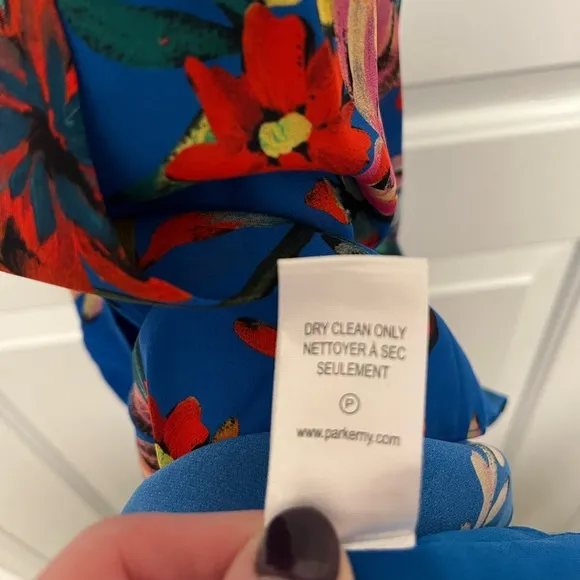 DRY CLEAN ONLY
NETTOYER À SEC
SEULEMENT
P
www.parkerny.com